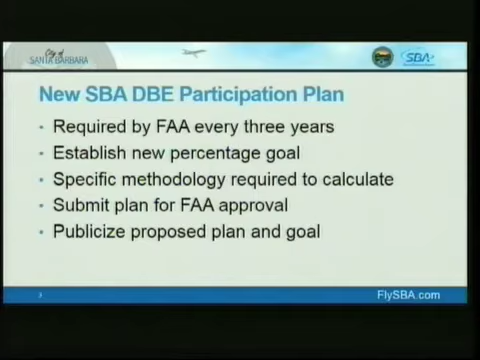 City of
SANTA BARBARA
SBA
New SBA DBE Participation Plan
• Required by FAA every three years
• Establish new percentage goal
• Specific methodology required to calculate
• Submit plan for FAA approval
• Publicize proposed plan and goal
FlySBA.com